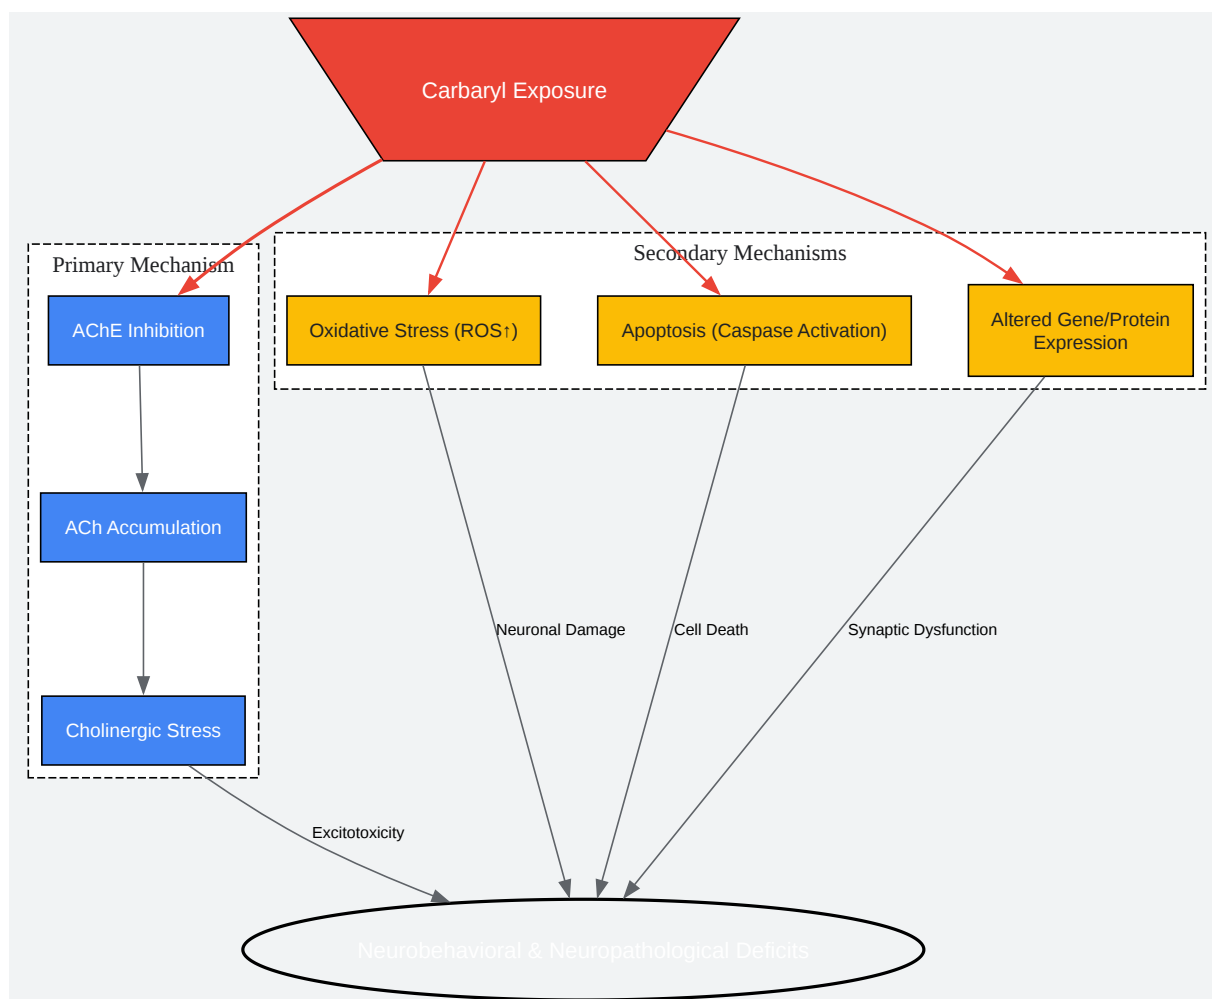 Carbaryl Exposure
Primary Mechanism
Secondary Mechanisms
AChE Inhibition
Oxidative Stress (ROS↑)
Apoptosis (Caspase Activation)
Altered Gene/Protein
Expression
ACh Accumulation
Neuronal Damage
Cell Death
Synaptic Dysfunction
Cholinergic Stress
Excitotoxicity
Neurobehavioral & Neuropathological Deficits